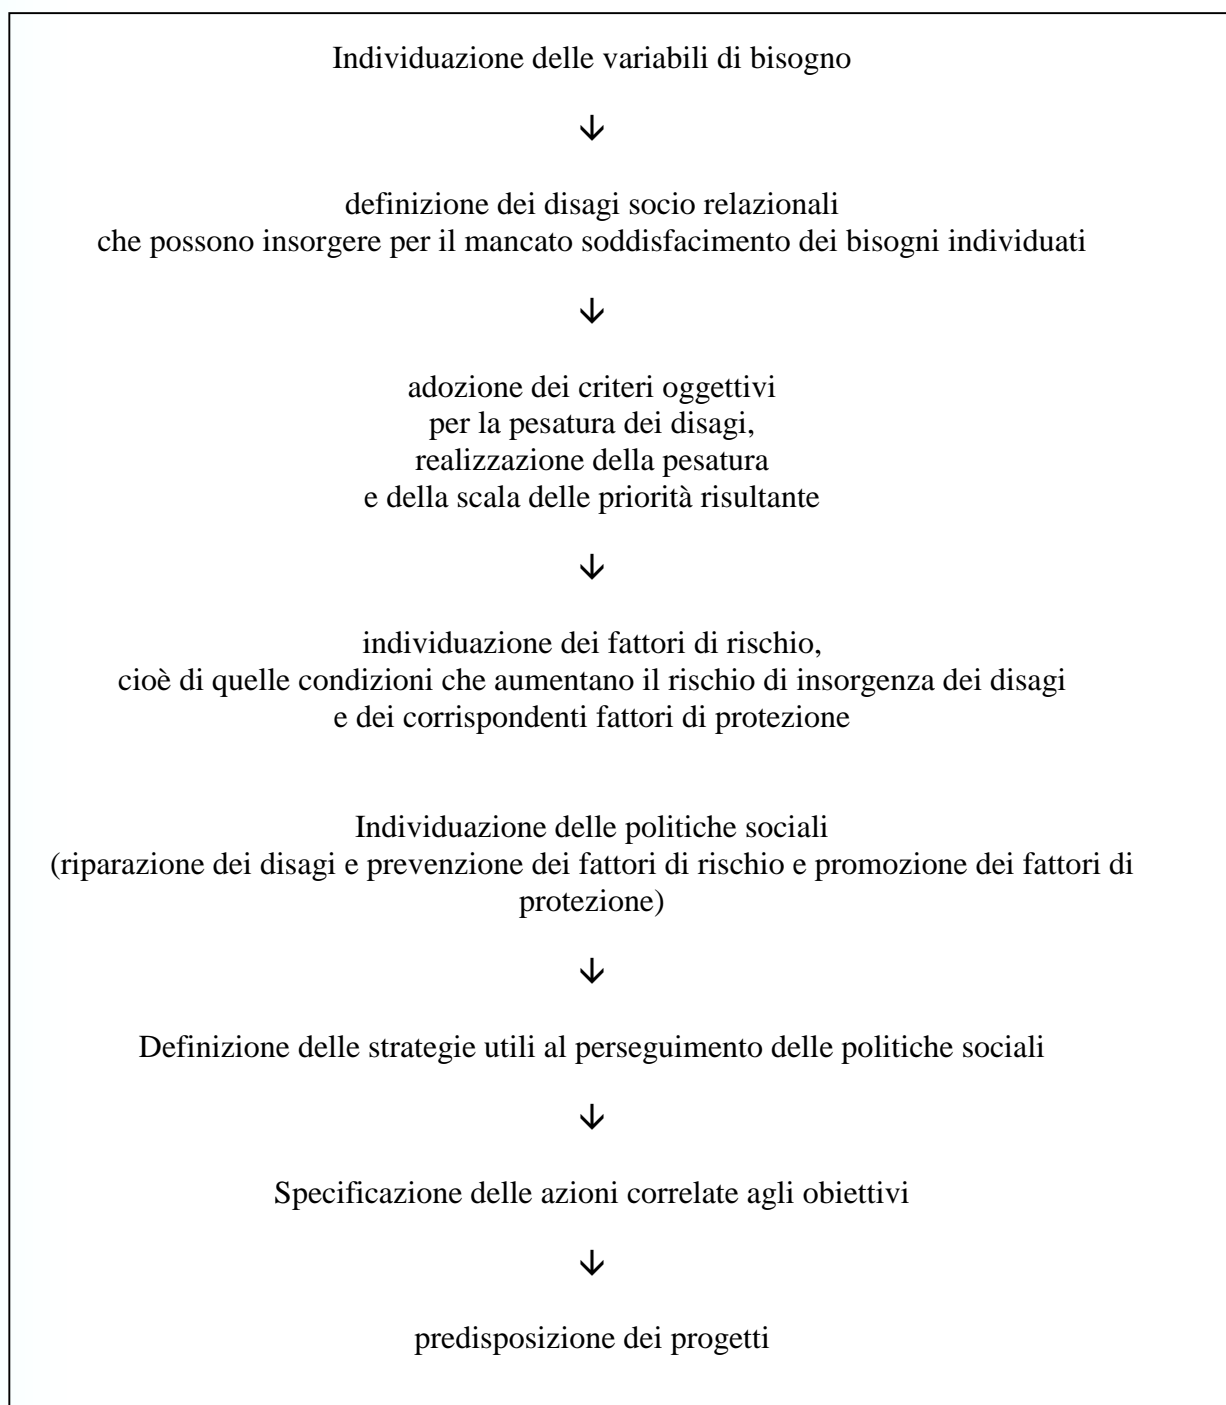 Individuazione delle variabili di bisogno
↓
definizione dei disagi socio relazionali
che possono insorgere per il mancato soddisfacimento dei bisogni individuati
↓
adozione dei criteri oggettivi
per la pesatura dei disagi,
realizzazione della pesatura
e della scala delle priorità risultante
↓
individuazione dei fattori di rischio,
cioè di quelle condizioni che aumentano il rischio di insorgenza dei disagi
e dei corrispondenti fattori di protezione
Individuazione delle politiche sociali
(riparazione dei disagi e prevenzione dei fattori di rischio e promozione dei fattori di
protezione)
↓
Definizione delle strategie utili al perseguimento delle politiche sociali
↓
Specificazione delle azioni correlate agli obiettivi
↓
predisposizione dei progetti